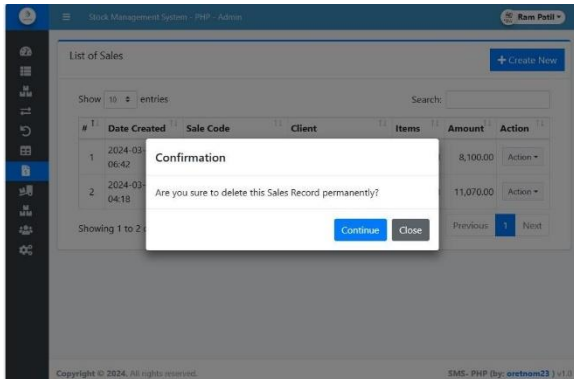 Stock Management System - PHP - Admin
Ram Patil
List of Sales
+ Create New
Show 10 entries
Search:
# Date Created Sale Code Client Items Amount Action
1 2024-03-
06:42
8,100.00 Action
2 2024-03-
04:18
11,070.00 Action
Confirmation
Are you sure to delete this Sales Record permanently?
Continue Close
Showing 1 to 2
Previous 1 Next
Copyright © 2024. All rights reserved.
SMS- PHP (by: oretnom23 ) v1.0